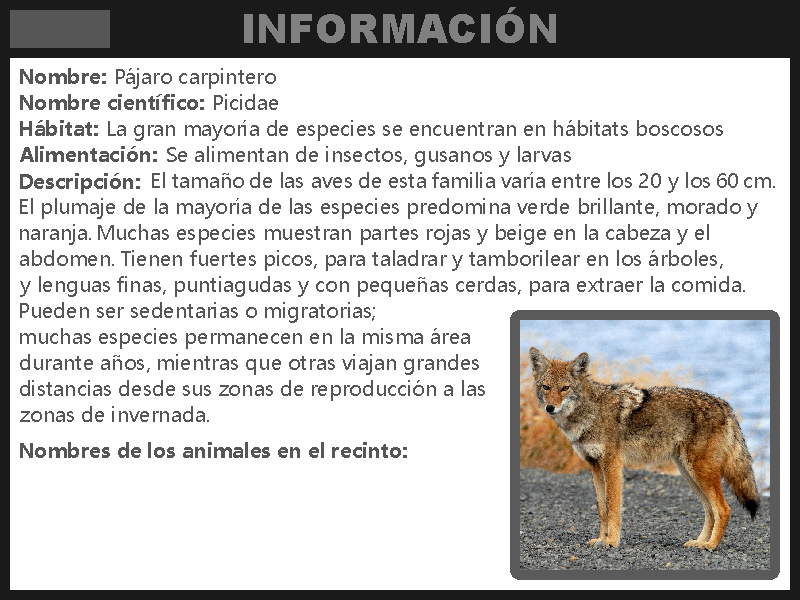 INFORMACIÓN
Nombre: Pájaro carpintero
Nombre científico: Picidae
Hábitat: La gran mayoría de especies se encuentran en hábitats boscosos
Alimentación: Se alimentan de insectos, gusanos y larvas
Descripción: El tamaño de las aves de esta familia varía entre los 20 y los 60 cm.
El plumaje de la mayoría de las especies predomina verde brillante, morado y
naranja. Muchas especies muestran partes rojas y beige en la cabeza y el
abdomen. Tienen fuertes picos, para taladrar y tamborilear en los árboles,
y lenguas finas, puntiagudas y con pequeñas cerdas, para extraer la comida.
Pueden ser sedentarias o migratorias;
muchas especies permanecen en la misma área
durante años, mientras que otras viajan grandes
distancias desde sus zonas de reproducción a las
zonas de invernada.
Nombres de los animales en el recinto: